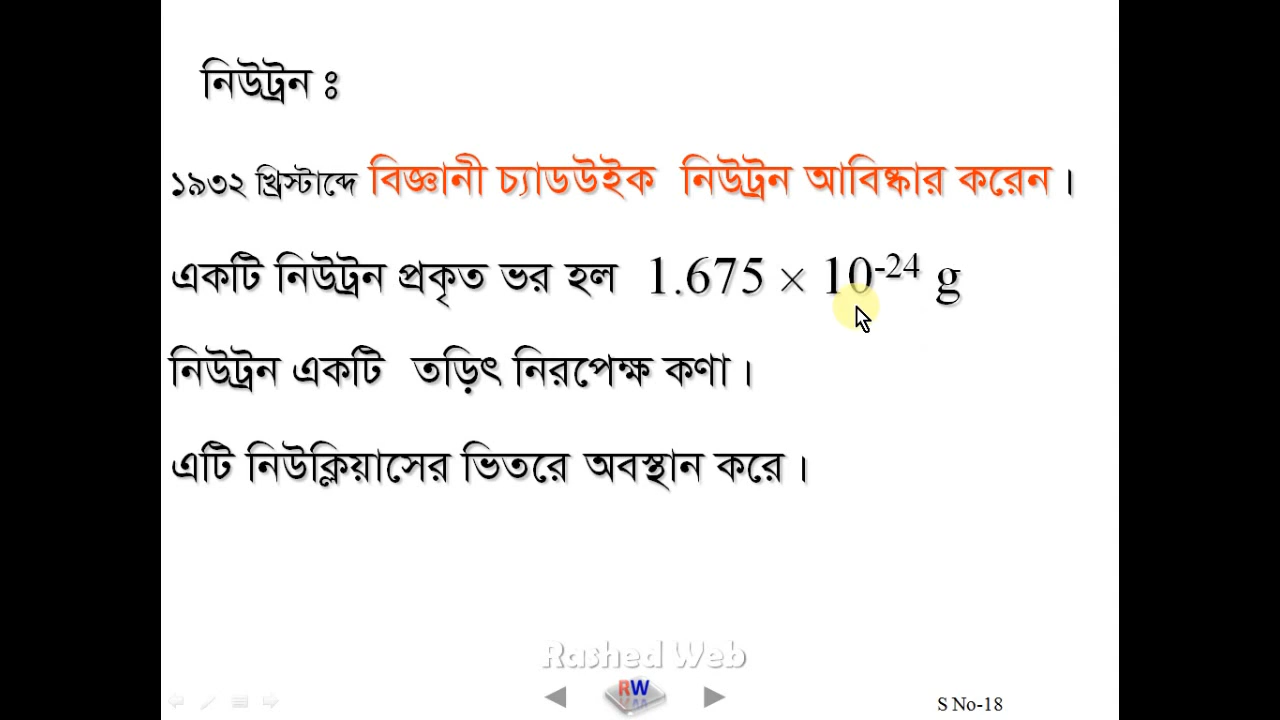 নিউট্রন ঃ
১৯৩২ খ্রিস্টাব্দে বিজ্ঞানী চ্যাডউইক নিউট্রন আবিষ্কার করেন ।
একটি নিউট্রন প্রকৃত ভর হল 1.675 × 10⁻²⁴ g
নিউট্রন একটি তড়িৎ নিরপেক্ষ কণা ।
এটি নিউক্লিয়াসের ভিতরে অবস্থান করে ।
Rashed Web
RW
S No-18